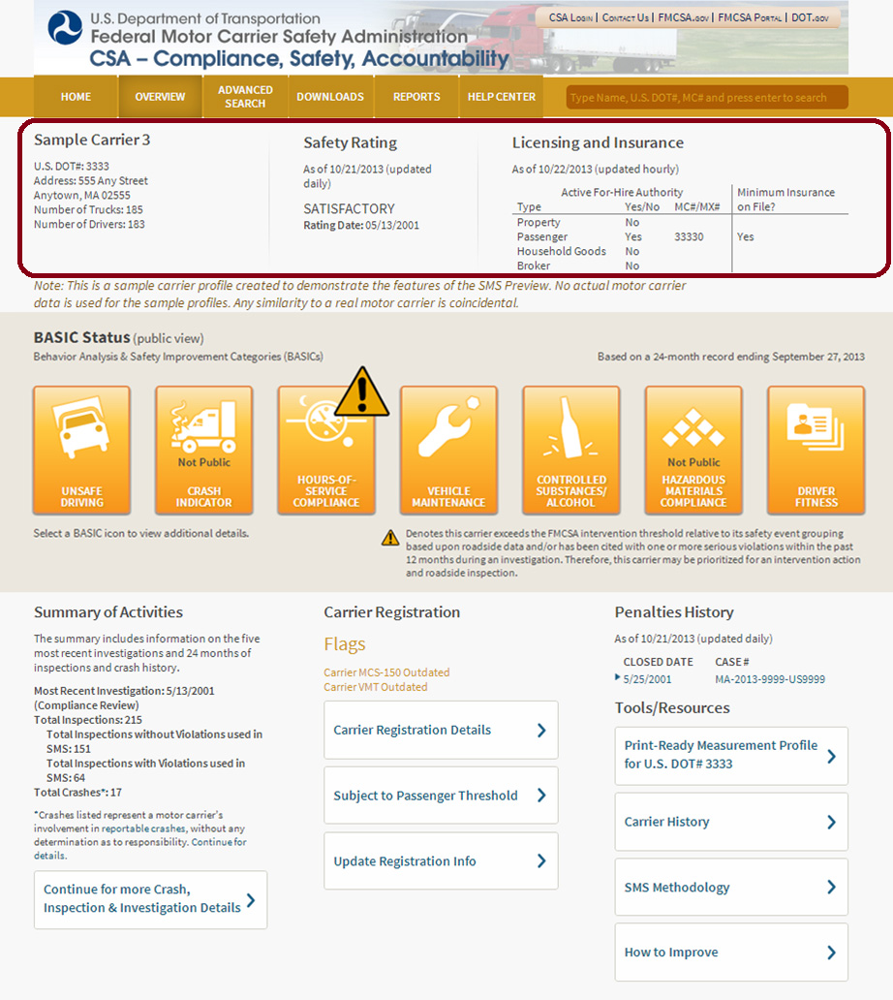 U.S. Department of Transportation
Federal Motor Carrier Safety Administration
CSA – Compliance, Safety, Accountability
CSA Login | Contact Us | FMCSA.gov | FMCSA Portal | DOT.gov
HOME
OVERVIEW
ADVANCED
SEARCH
DOWNLOADS
REPORTS
HELP CENTER
Type Name, U.S. DOT#, MC# and press enter to search
Sample Carrier 3
U.S. DOT#: 3333
Address: 555 Any Street
Anytown, MA 02555
Number of Trucks: 185
Number of Drivers: 183
Safety Rating
As of 10/21/2013 (updated
daily)
SATISFACTORY
Rating Date: 05/13/2001
Licensing and Insurance
As of 10/22/2013 (updated hourly)
Active For-Hire Authority Minimum Insurance
Type Yes/No MC#/MX# on File?
Property No
Passenger Yes 33330 Yes
Household Goods No
Broker No
Note: This is a sample carrier profile created to demonstrate the features of the SMS Preview. No actual motor carrier
data is used for the sample profiles. Any similarity to a real motor carrier is coincidental.
BASIC Status (public view)
Behavior Analysis & Safety Improvement Categories (BASICs)
Based on a 24-month record ending September 27, 2013
UNSAFE
DRIVING
Not Public
CRASH
INDICATOR
HOURS-OF-
SERVICE
COMPLIANCE
VEHICLE
MAINTENANCE
CONTROLLED
SUBSTANCES/
ALCOHOL
Not Public
HAZARDOUS
MATERIALS
COMPLIANCE
DRIVER
FITNESS
Select a BASIC icon to view additional details.
Denotes this carrier exceeds the FMCSA intervention threshold relative to its safety event grouping
based upon roadside data and/or has been cited with one or more serious violations within the past
12 months during an investigation. Therefore, this carrier may be prioritized for an intervention action
and roadside inspection.
Summary of Activities
The summary includes information on the five
most recent investigations and 24 months of
inspections and crash history.
Most Recent Investigation: 5/13/2001
(Compliance Review)
Total Inspections: 215
Total Inspections without Violations used in
SMS: 151
Total Inspections with Violations used in
SMS: 64
Total Crashes*: 17
*Crashes listed represent a motor carrier's
involvement in reportable crashes, without any
determination as to responsibility. Continue for
details.
Continue for more Crash,
Inspection & Investigation Details
Carrier Registration
Flags
Carrier MCS-150 Outdated
Carrier VMT Outdated
Carrier Registration Details
Subject to Passenger Threshold
Update Registration Info
Penalties History
As of 10/21/2013 (updated daily)
CLOSED DATE CASE #
5/25/2001 MA-2013-9999-US9999
Tools/Resources
Print-Ready Measurement Profile
for U.S. DOT# 3333
Carrier History
SMS Methodology
How to Improve